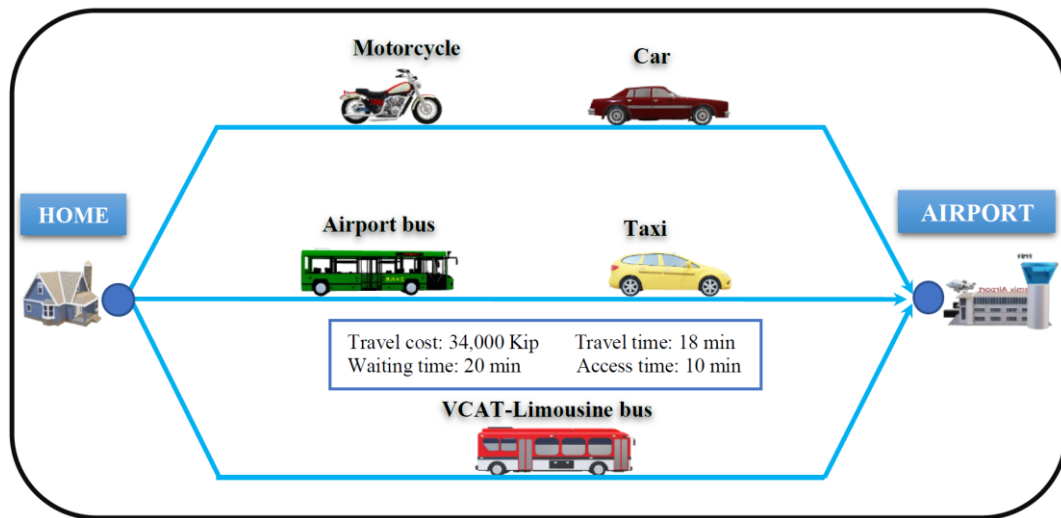 Motorcycle
Car
HOME
AIRPORT
Airport bus
Taxi
Travel cost: 34,000 Kip Travel time: 18 min
Waiting time: 20 min Access time: 10 min
VCAT-Limousine bus